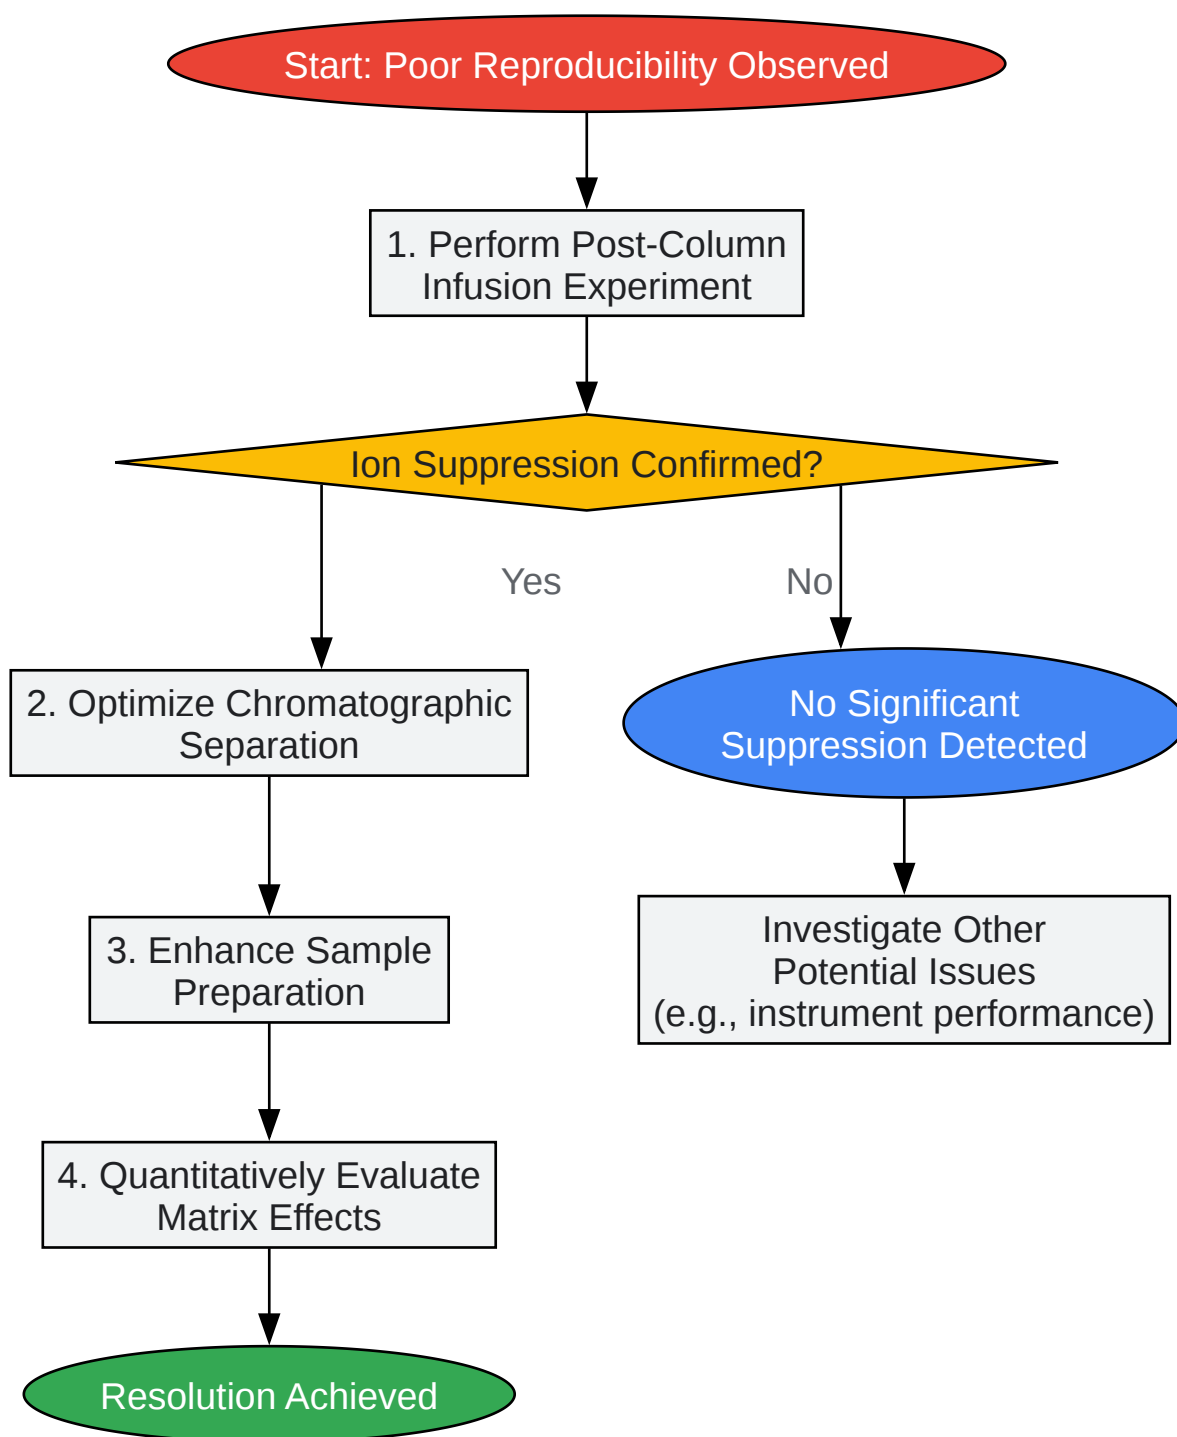 Start: Poor Reproducibility Observed
1. Perform Post-Column
Infusion Experiment
Ion Suppression Confirmed?
Yes
No
2. Optimize Chromatographic
Separation
No Significant
Suppression Detected
3. Enhance Sample
Preparation
Investigate Other
Potential Issues
(e.g., instrument performance)
4. Quantitatively Evaluate
Matrix Effects
Resolution Achieved